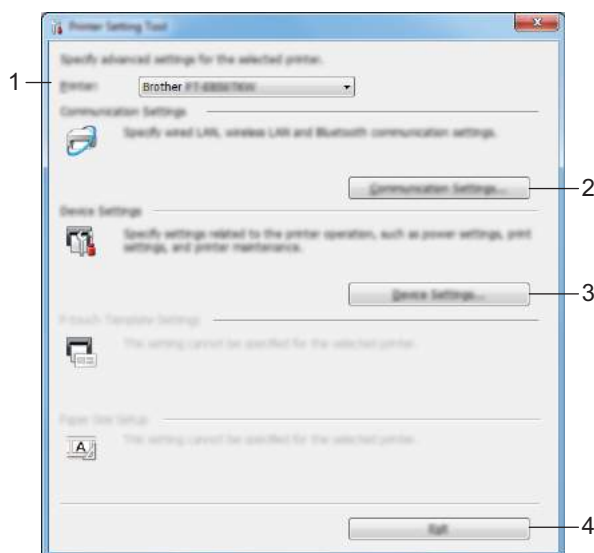 Printer Setting Tool
Specify advanced settings for the selected printer.
1
Printer: Brother
Communication Settings
Specify wired LAN, wireless LAN and Bluetooth communication settings.
Communication Settings... 2
Device Settings
Specify settings related to the printer operation, such as power settings, print
settings, and printer maintenance.
Device Settings... 3
P-touch Template Settings
This setting cannot be specified for the selected printer.
Paper Size Setup
This setting cannot be specified for the selected printer.
A
Exit 4